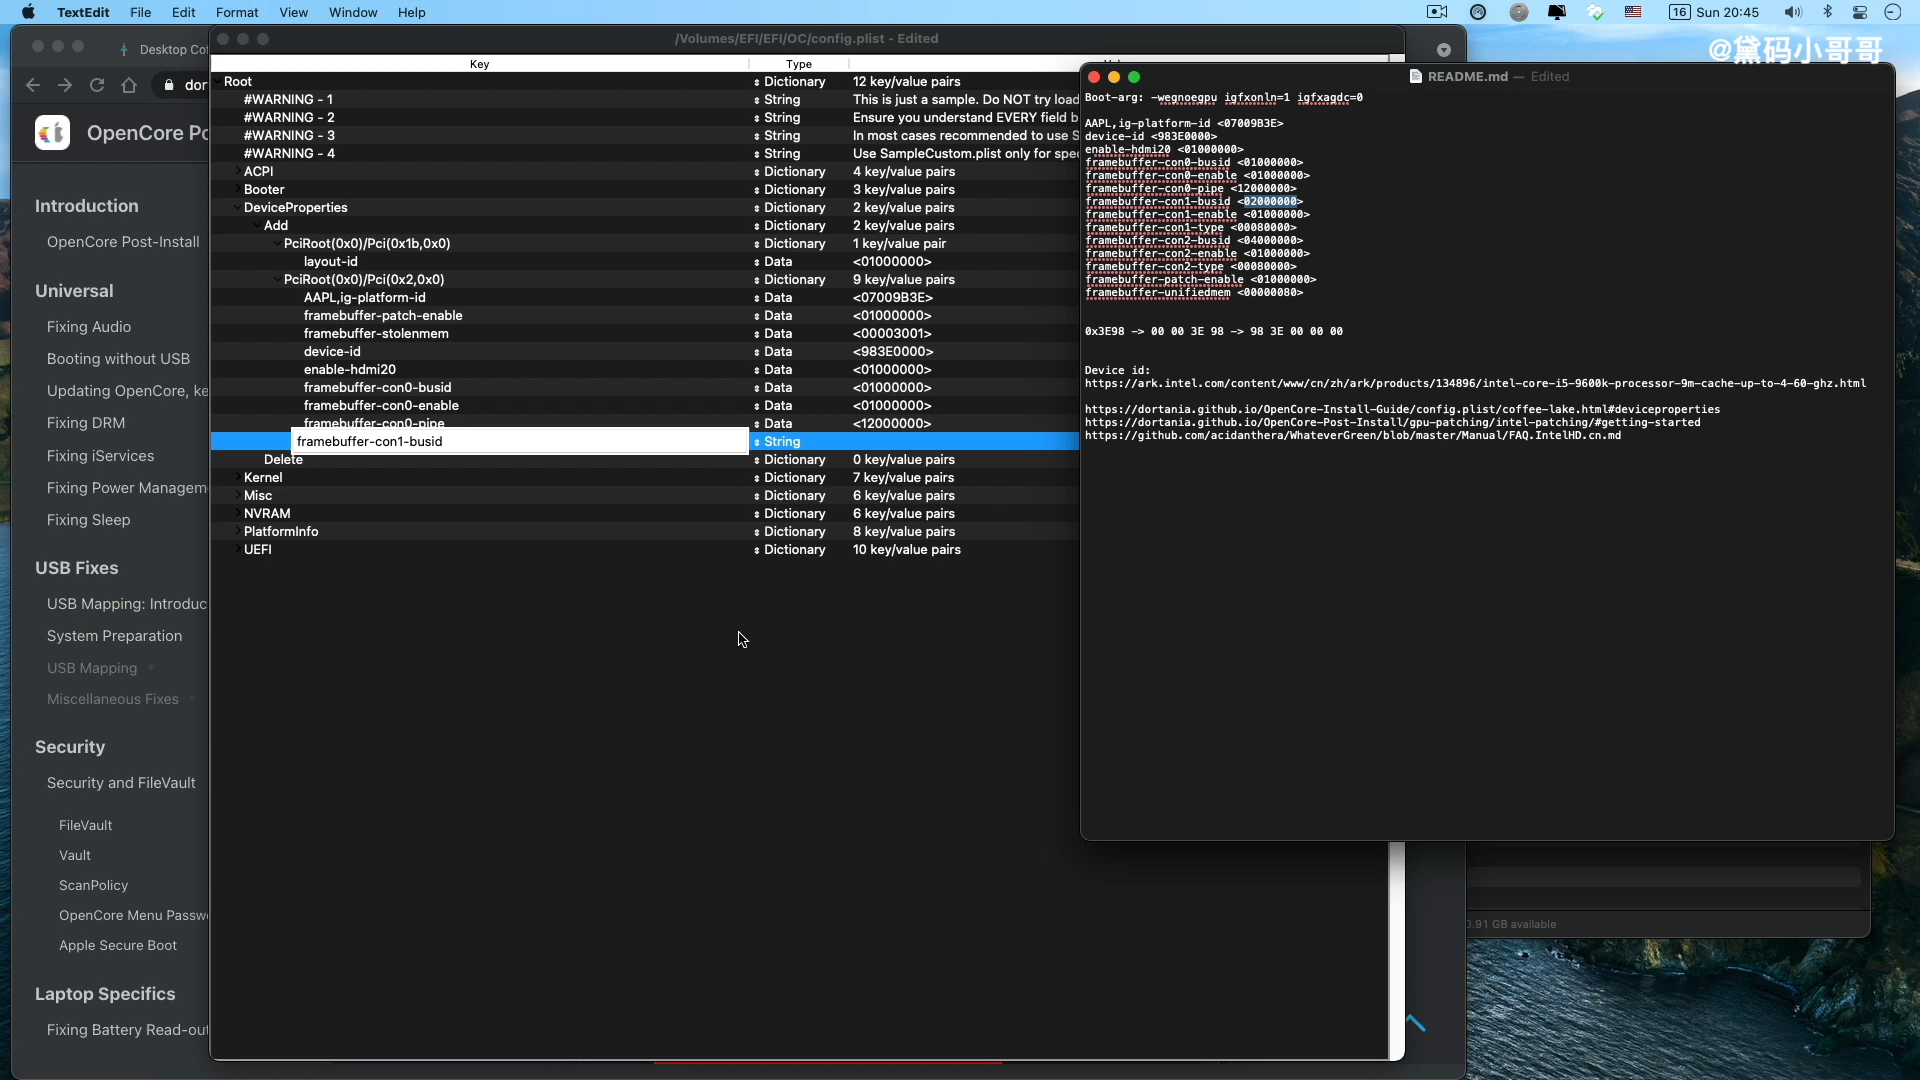 TextEdit File Edit Format View Window Help
16 Sun 20:45
@黛码小哥哥
Desktop Cof
dor
OpenCore Po
Introduction
OpenCore Post-Install
Universal
Fixing Audio
Booting without USB
Updating OpenCore, ke
Fixing DRM
Fixing iServices
Fixing Power Managem
Fixing Sleep
USB Fixes
USB Mapping: Introduc
System Preparation
USB Mapping
Miscellaneous Fixes
Security
Security and FileVault
FileVault
Vault
ScanPolicy
OpenCore Menu Passw
Apple Secure Boot
Laptop Specifics
Fixing Battery Read-out
/Volumes/EFI/EFI/OC/config.plist - Edited
Key Type
Root Dictionary 12 key/value pairs
#WARNING - 1 String This is just a sample. Do NOT try load
#WARNING - 2 String Ensure you understand EVERY field b
#WARNING - 3 String In most cases recommended to use S
#WARNING - 4 String Use SampleCustom.plist only for spe
ACPI Dictionary 4 key/value pairs
Booter Dictionary 3 key/value pairs
DeviceProperties Dictionary 2 key/value pairs
Add Dictionary 2 key/value pairs
PciRoot(0x0)/Pci(0x1b,0x0) Dictionary 1 key/value pair
layout-id Data <01000000>
PciRoot(0x0)/Pci(0x2,0x0) Dictionary 9 key/value pairs
AAPL,ig-platform-id Data <07009B3E>
framebuffer-patch-enable Data <01000000>
framebuffer-stolenmem Data <00003001>
device-id Data <983E0000>
enable-hdmi20 Data <01000000>
framebuffer-con0-busid Data <01000000>
framebuffer-con0-enable Data <01000000>
framebuffer-con0-pipe Data <12000000>
framebuffer-con1-busid String
Delete Dictionary 0 key/value pairs
Kernel Dictionary 7 key/value pairs
Misc Dictionary 6 key/value pairs
NVRAM Dictionary 6 key/value pairs
PlatformInfo Dictionary 8 key/value pairs
UEFI Dictionary 10 key/value pairs
README.md — Edited
Boot-arg: -wegnoegpu igfxonln=1 igfxagdc=0
AAPL,ig-platform-id <07009B3E>
device-id <983E0000>
enable-hdmi20 <01000000>
framebuffer-con0-busid <01000000>
framebuffer-con0-enable <01000000>
framebuffer-con0-pipe <12000000>
framebuffer-con1-busid <02000000>
framebuffer-con1-enable <01000000>
framebuffer-con1-type <00080000>
framebuffer-con2-busid <04000000>
framebuffer-con2-enable <01000000>
framebuffer-con2-type <00080000>
framebuffer-patch-enable <01000000>
framebuffer-unifiedmem <00000080>
0x3E98 -> 00 00 3E 98 -> 98 3E 00 00 00
Device id:
https://ark.intel.com/content/www/cn/zh/ark/products/134896/intel-core-i5-9600k-processor-9m-cache-up-to-4-60-ghz.html
https://dortania.github.io/OpenCore-Install-Guide/config.plist/coffee-lake.html#deviceproperties
https://dortania.github.io/OpenCore-Post-Install/gpu-patching/intel-patching/#getting-started
https://github.com/acidanthera/WhateverGreen/blob/master/Manual/FAQ.IntelHD.cn.md
.91 GB available